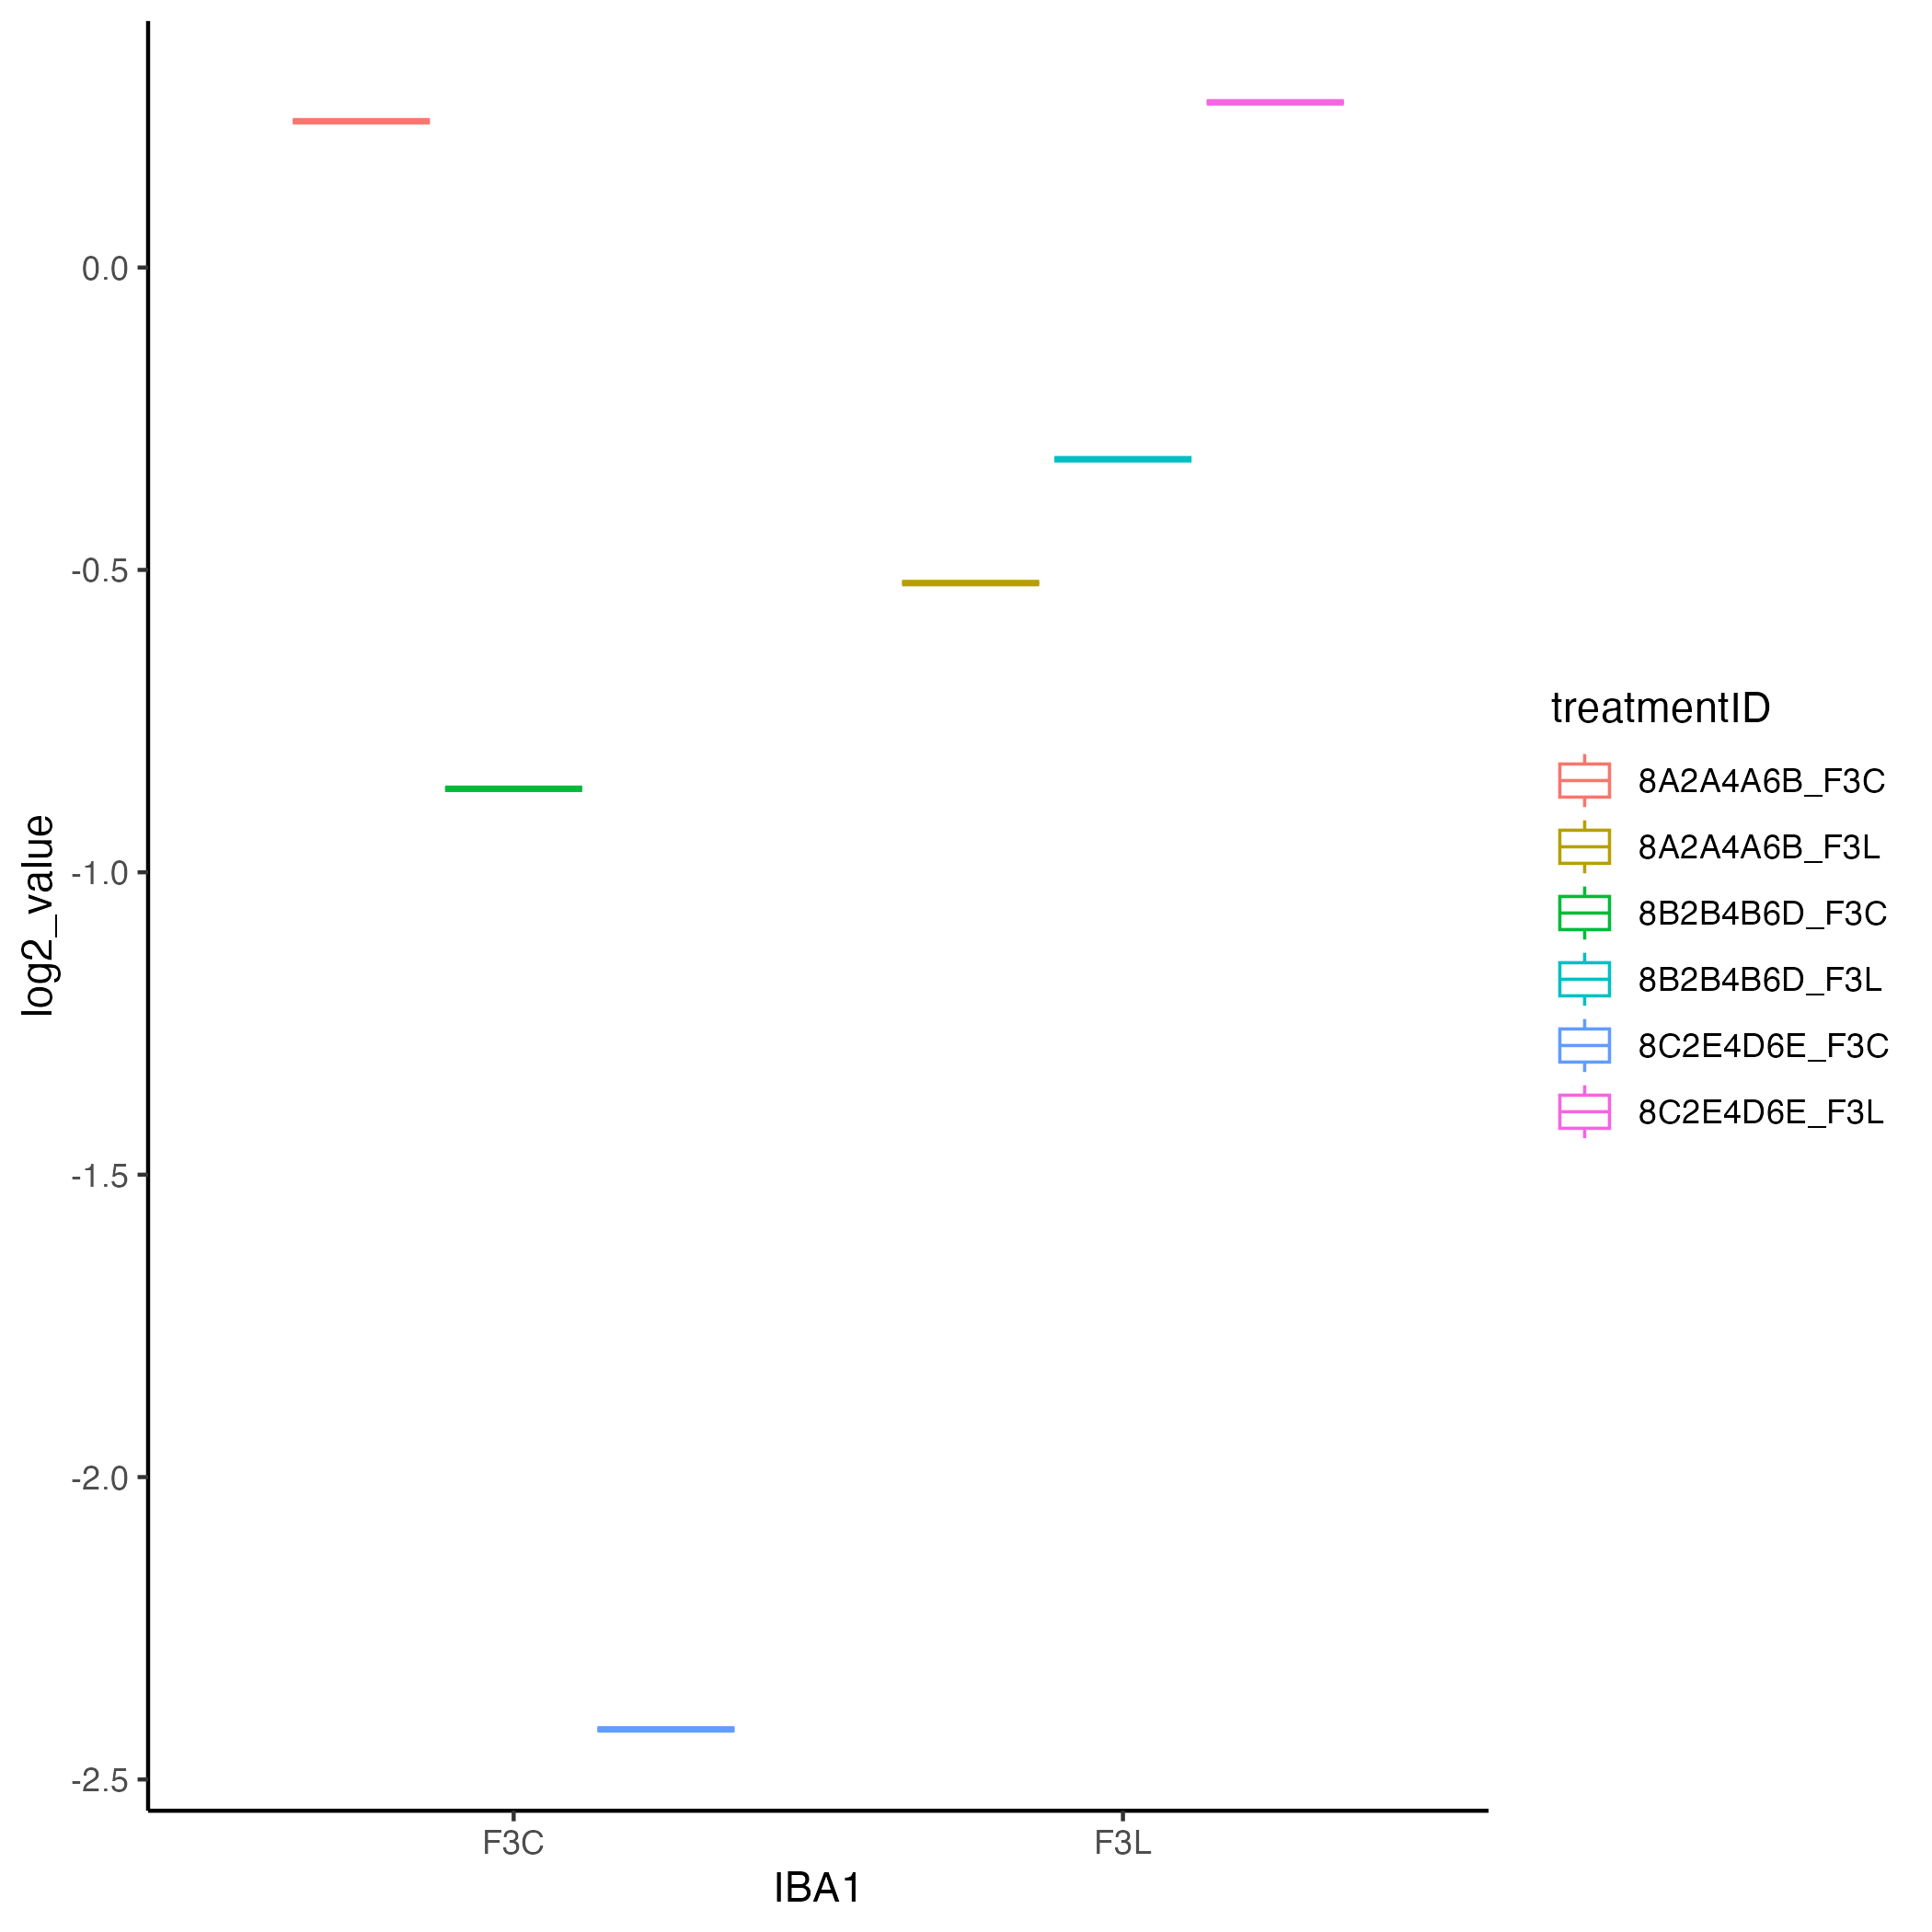 0.0
-0.5
-1.0
-1.5
-2.0
-2.5
log2_value
F3C
F3L
IBA1
treatmentID
8A2A4A6B_F3C
8A2A4A6B_F3L
8B2B4B6D_F3C
8B2B4B6D_F3L
8C2E4D6E_F3C
8C2E4D6E_F3L